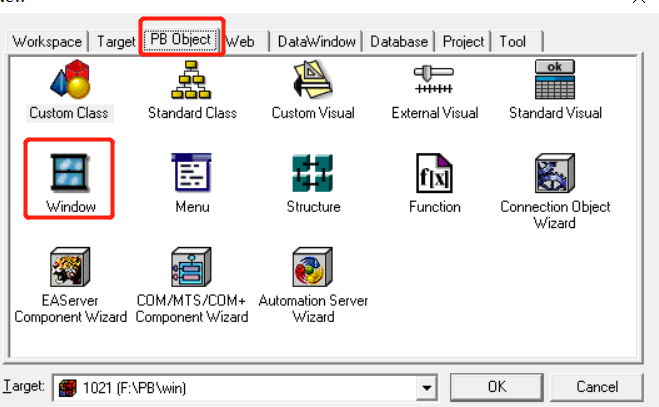 New
Workspace Target PB Object Web DataWindow Database Project Tool
ok
Custom Class Standard Class Custom Visual External Visual Standard Visual
f(x)
Window Menu Structure Function Connection Object
Wizard
EAServer COM/MTS/COM+ Automation Server
Component Wizard Component Wizard Wizard
Target: 1021 (F:\PB\win) OK Cancel